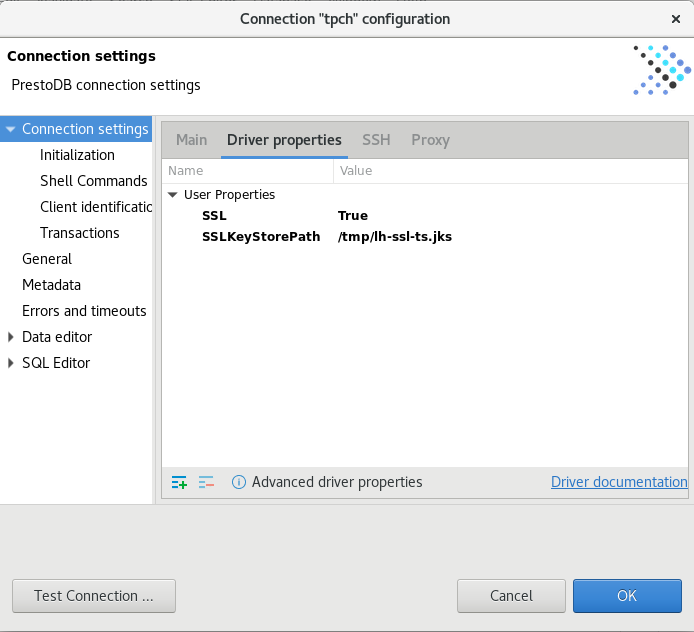 Connection "tpch" configuration
Connection settings
PrestoDB connection settings
Connection settings
Initialization
Shell Commands
Client identificatio
Transactions
General
Metadata
Errors and timeouts
Data editor
SQL Editor
Main Driver properties SSH Proxy
Name Value
User Properties
SSL True
SSLKeyStorePath /tmp/lh-ssl-ts.jks
Advanced driver properties Driver documentation
Test Connection ... Cancel OK